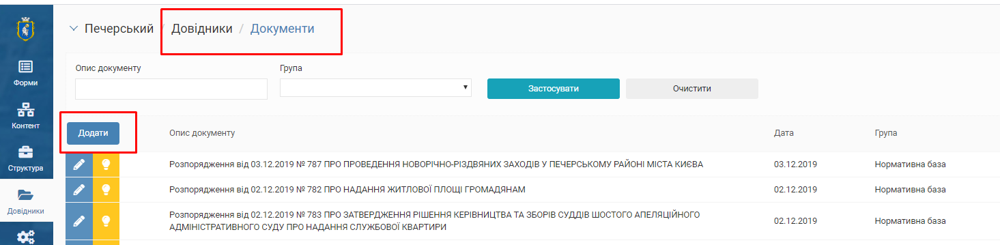 Печерський / Довідники / Документи
Опис документу
Група
Застосувати
Очистити
Форми
Контент
Структура
Довідники
Додати
Опис документу
Дата
Група
Розпорядження від 03.12.2019 № 787 ПРО ПРОВЕДЕННЯ НОВОРІЧНО-РІЗДВЯНИХ ЗАХОДІВ У ПЕЧЕРСЬКОМУ РАЙОНІ МІСТА КИЄВА
03.12.2019
Нормативна база
Розпорядження від 02.12.2019 № 782 ПРО НАДАННЯ ЖИТЛОВОЇ ПЛОЩІ ГРОМАДЯНАМ
02.12.2019
Нормативна база
Розпорядження від 02.12.2019 № 783 ПРО ЗАТВЕРДЖЕННЯ РІШЕННЯ КЕРІВНИЦТВА ТА ЗБОРІВ СУДДІВ ШОСТОГО АПЕЛЯЦІЙНОГО
АДМІНІСТРАТИВНОГО СУДУ ПРО НАДАННЯ СЛУЖБОВОЇ КВАРТИРИ
02.12.2019
Нормативна база